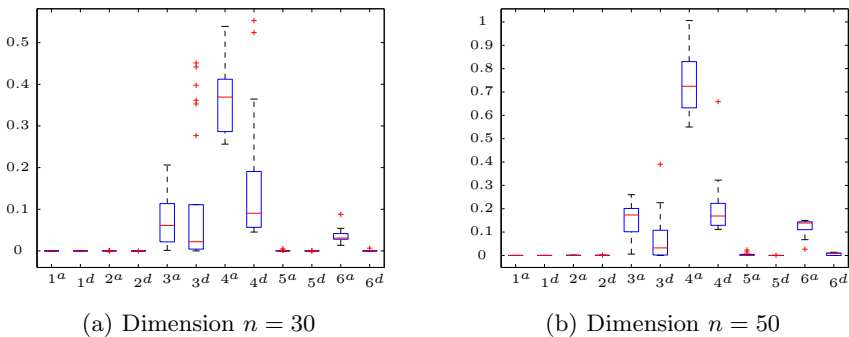 0.5 0.4 0.3 0.2 0.1 0
1^a 1^d 2^a 2^d 3^a 3^d 4^a 4^d 5^a 5^d 6^a 6^d
(a) Dimension n = 30
1 0.9 0.8 0.7 0.6 0.5 0.4 0.3 0.2 0.1 0
1^a 1^d 2^a 2^d 3^a 3^d 4^a 4^d 5^a 5^d 6^a 6^d
(b) Dimension n = 50